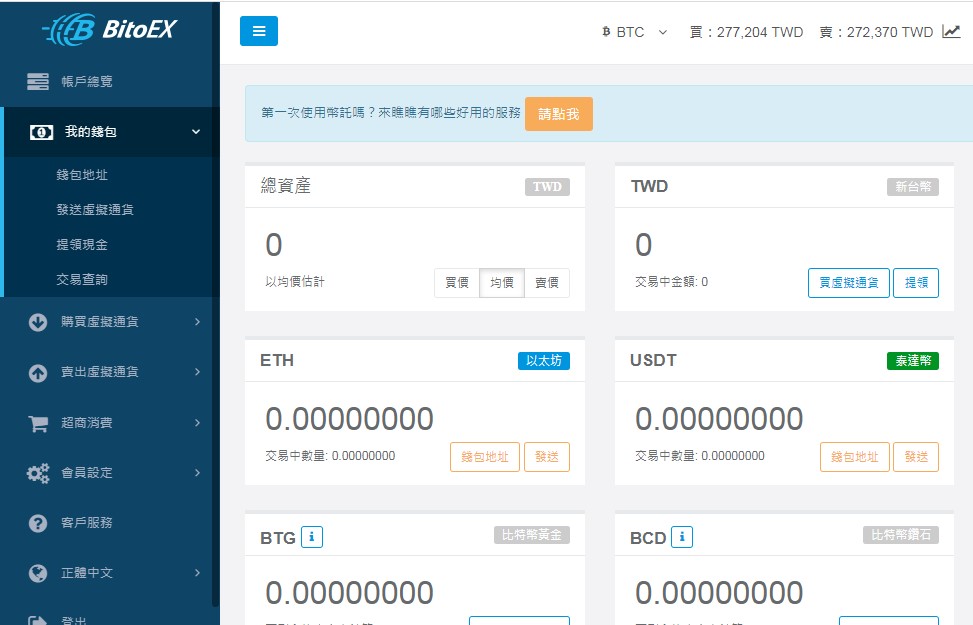 BitoEX
帳戶總覽
我的錢包
錢包地址
發送虛擬通貨
提領現金
交易查詢
購買虛擬通貨
賣出虛擬通貨
超商消費
會員設定
客戶服務
正體中文
登出
BTC 買：277,204 TWD 賣：272,370 TWD
第一次使用幣託嗎？來瞧瞧有哪些好用的服務 請點我
總資產 TWD
0
以均價估計 買價 均價 賣價
TWD 新台幣
0
交易中金額: 0 買虛擬通貨 提領
ETH 以太坊
0.00000000
交易中數量: 0.00000000 錢包地址 發送
USDT 泰達幣
0.00000000
交易中數量: 0.00000000 錢包地址 發送
BTG i 比特幣黃金
0.00000000
BCD i 比特幣鑽石
0.00000000